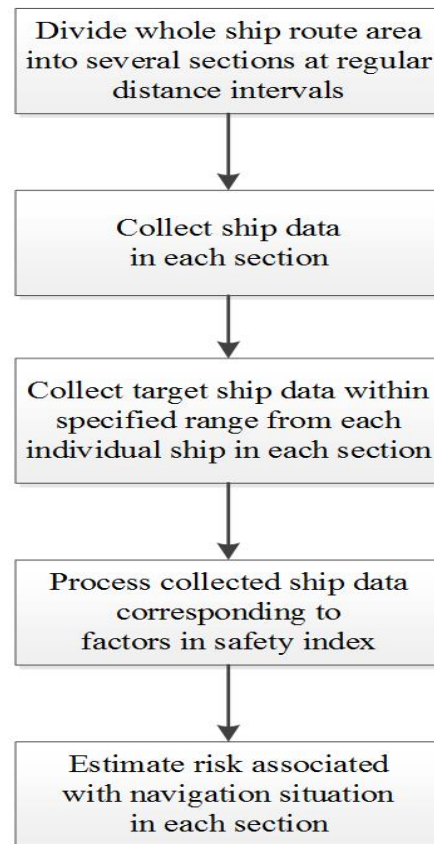 Divide whole ship route area
into several sections at regular
distance intervals
Collect ship data
in each section
Collect target ship data within
specified range from each
individual ship in each section
Process collected ship data
corresponding to
factors in safety index
Estimate risk associated
with navigation situation
in each section